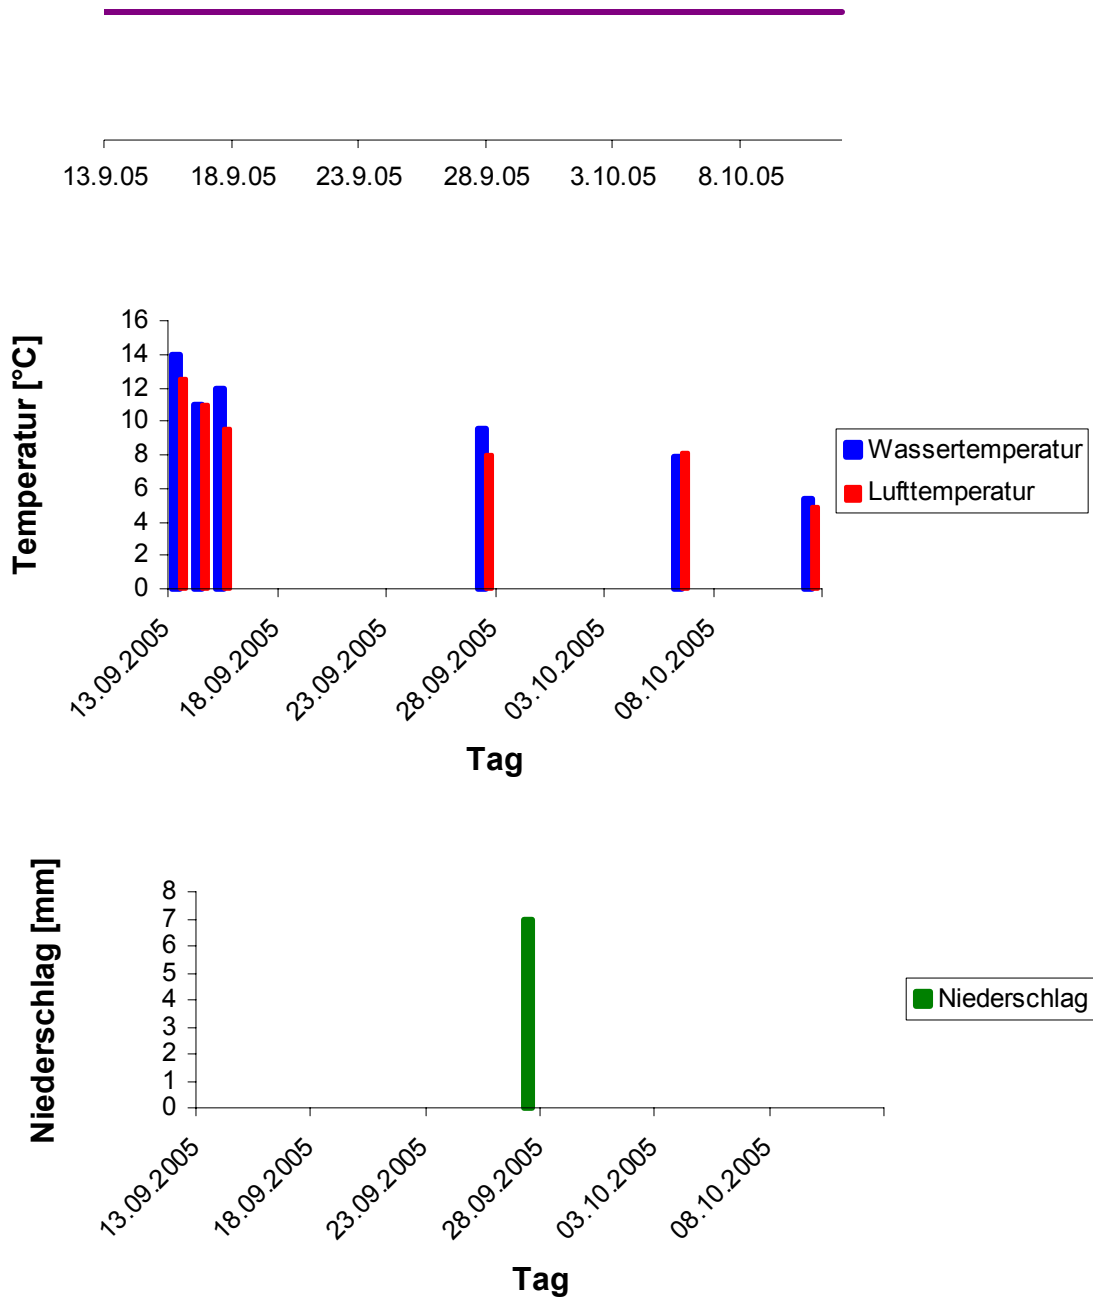 13.9.05 18.9.05 23.9.05 28.9.05 3.10.05 8.10.05
Temperatur [°C]
16
14
12
10
8
6
4
2
0
13.09.2005 18.09.2005 23.09.2005 28.09.2005 03.10.2005 08.10.2005
Tag
Wassertemperatur
Lufttemperatur
Niederschlag [mm]
8
7
6
5
4
3
2
1
0
13.09.2005 18.09.2005 23.09.2005 28.09.2005 03.10.2005 08.10.2005
Tag
Niederschlag